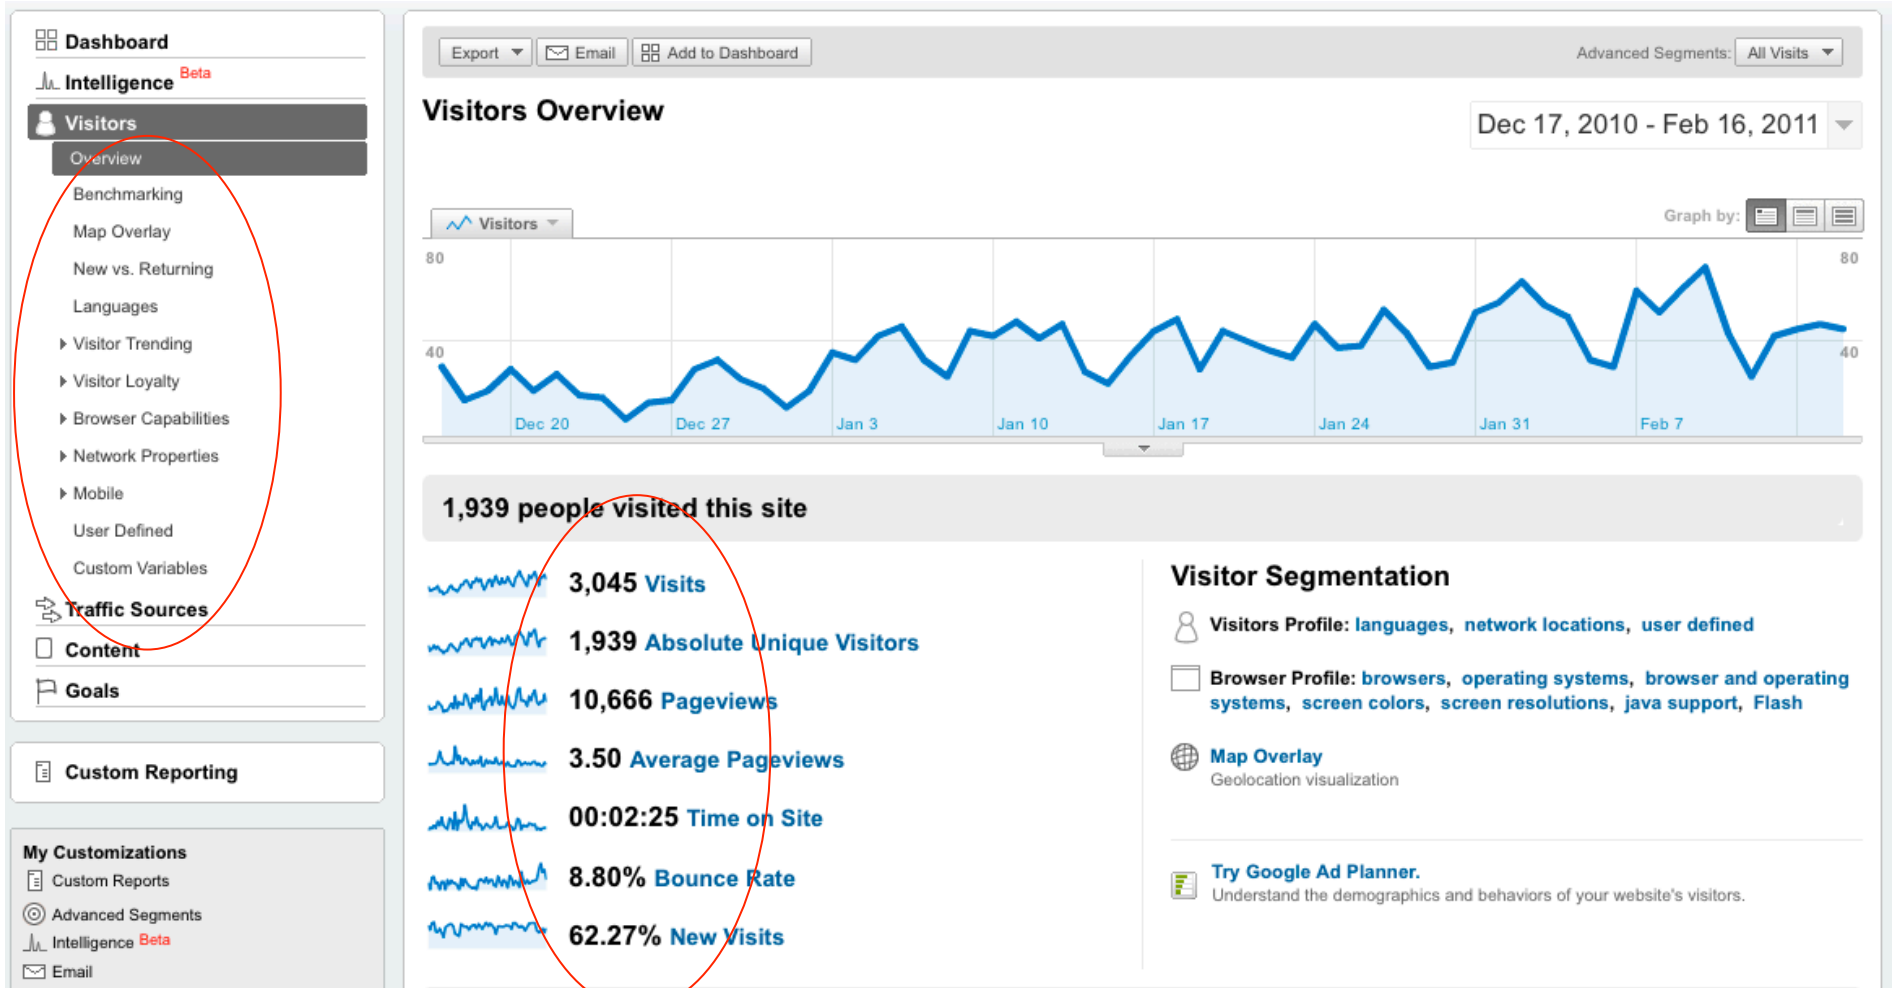 Dashboard
Intelligence Beta
Visitors
Overview
Benchmarking
Map Overlay
New vs. Returning
Languages
Visitor Trending
Visitor Loyalty
Browser Capabilities
Network Properties
Mobile
User Defined
Custom Variables
Traffic Sources
Content
Goals
Custom Reporting
My Customizations
Custom Reports
Advanced Segments
Intelligence Beta
Email
Export
Email
Add to Dashboard
Advanced Segments: All Visits
Visitors Overview
Dec 17, 2010 - Feb 16, 2011
Visitors
Graph by:
80
80
40
40
Dec 20
Dec 27
Jan 3
Jan 10
Jan 17
Jan 24
Jan 31
Feb 7
1,939 people visited this site
3,045 Visits
1,939 Absolute Unique Visitors
10,666 Pageviews
3.50 Average Pageviews
00:02:25 Time on Site
8.80% Bounce Rate
62.27% New Visits
Visitor Segmentation
Visitors Profile: languages, network locations, user defined
Browser Profile: browsers, operating systems, browser and operating
systems, screen colors, screen resolutions, java support, Flash
Map Overlay
Geolocation visualization
Try Google Ad Planner.
Understand the demographics and behaviors of your website's visitors.